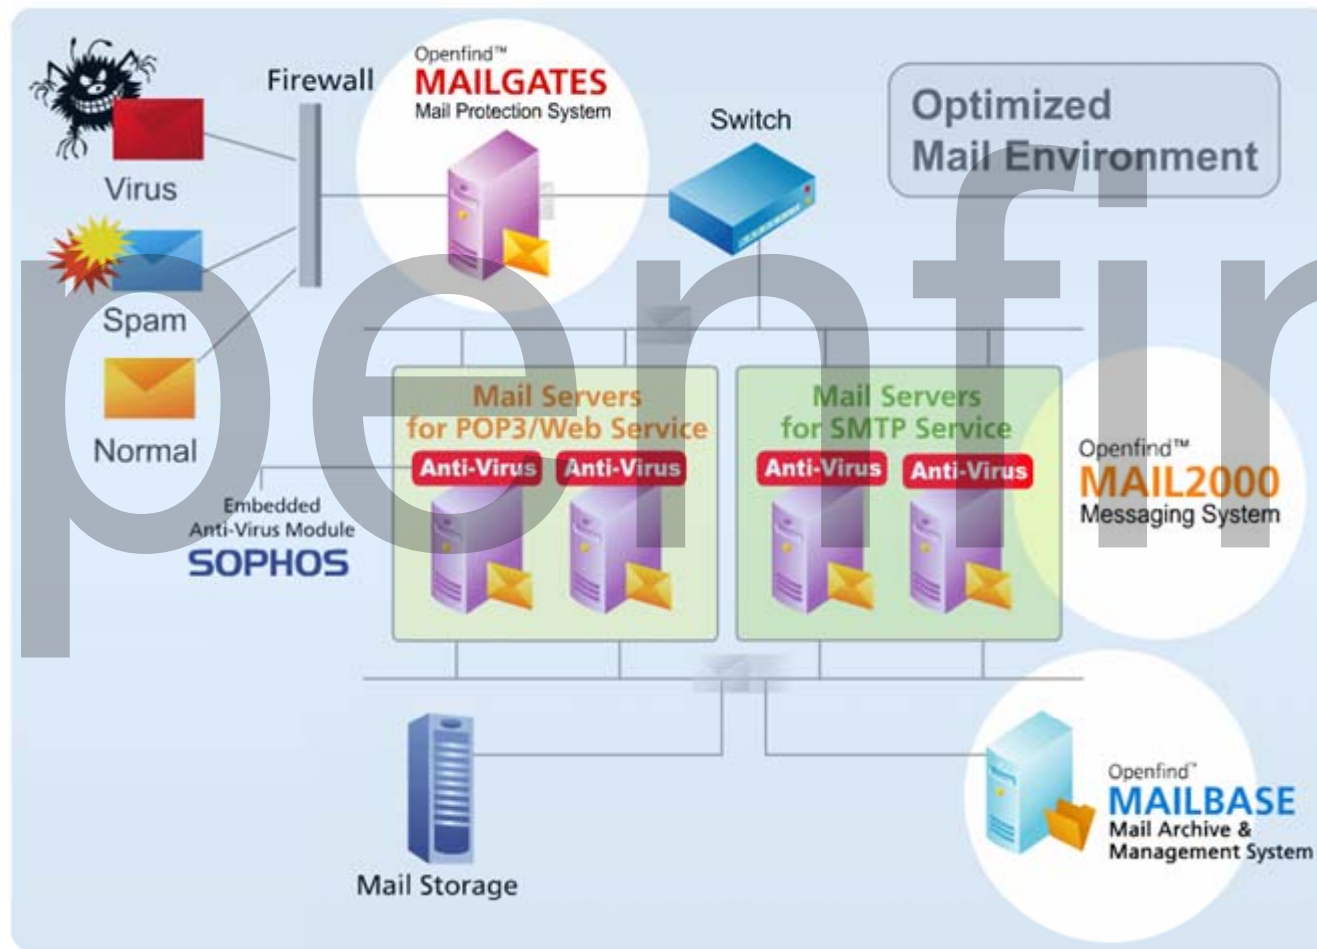 Openfind™
MAILGATES
Mail Protection System
Firewall
Switch
Optimized
Mail Environment
Virus
Spam
Normal
penfin
Mail Servers
for POP3/Web Service
Anti-Virus Anti-Virus
Mail Servers
for SMTP Service
Anti-Virus Anti-Virus
Openfind™
MAIL2000
Messaging System
Embedded
Anti-Virus Module
SOPHOS
Mail Storage
Openfind™
MAILBASE
Mail Archive &
Management System